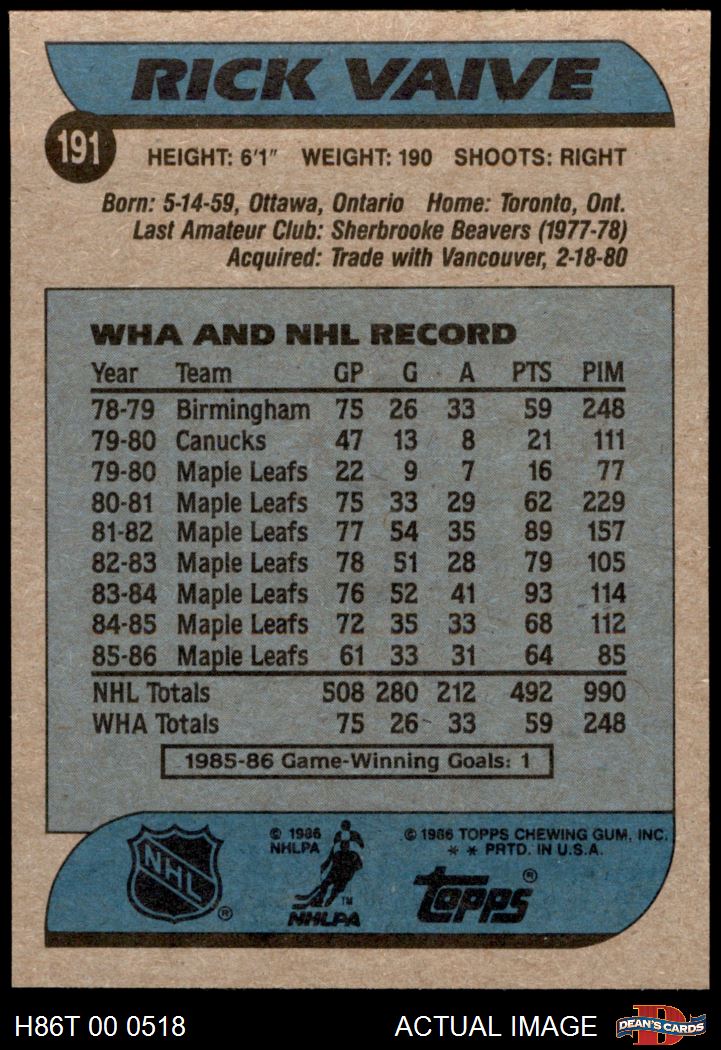 RICK VAIVE
191
HEIGHT: 6'1" WEIGHT: 190 SHOOTS: RIGHT
Born: 5-14-59, Ottawa, Ontario Home: Toronto, Ont.
Last Amateur Club: Sherbrooke Beavers (1977-78)
Acquired: Trade with Vancouver, 2-18-80
WHA AND NHL RECORD
Year Team GP G A PTS PIM
78-79 Birmingham 75 26 33 59 248
79-80 Canucks 47 13 8 21 111
79-80 Maple Leafs 22 9 7 16 77
80-81 Maple Leafs 75 33 29 62 229
81-82 Maple Leafs 77 54 35 89 157
82-83 Maple Leafs 78 51 28 79 105
83-84 Maple Leafs 76 52 41 93 114
84-85 Maple Leafs 72 35 33 68 112
85-86 Maple Leafs 61 33 31 64 85
NHL Totals 508 280 212 492 990
WHA Totals 75 26 33 59 248
1985-86 Game-Winning Goals: 1
NHL ®
© 1986
NHLPA
TM
NHLPA
© 1986 TOPPS CHEWING GUM, INC.
* * PRTD. IN U.S.A.
topps ®
H86T 00 0518 ACTUAL IMAGE D DEAN'S CARDS